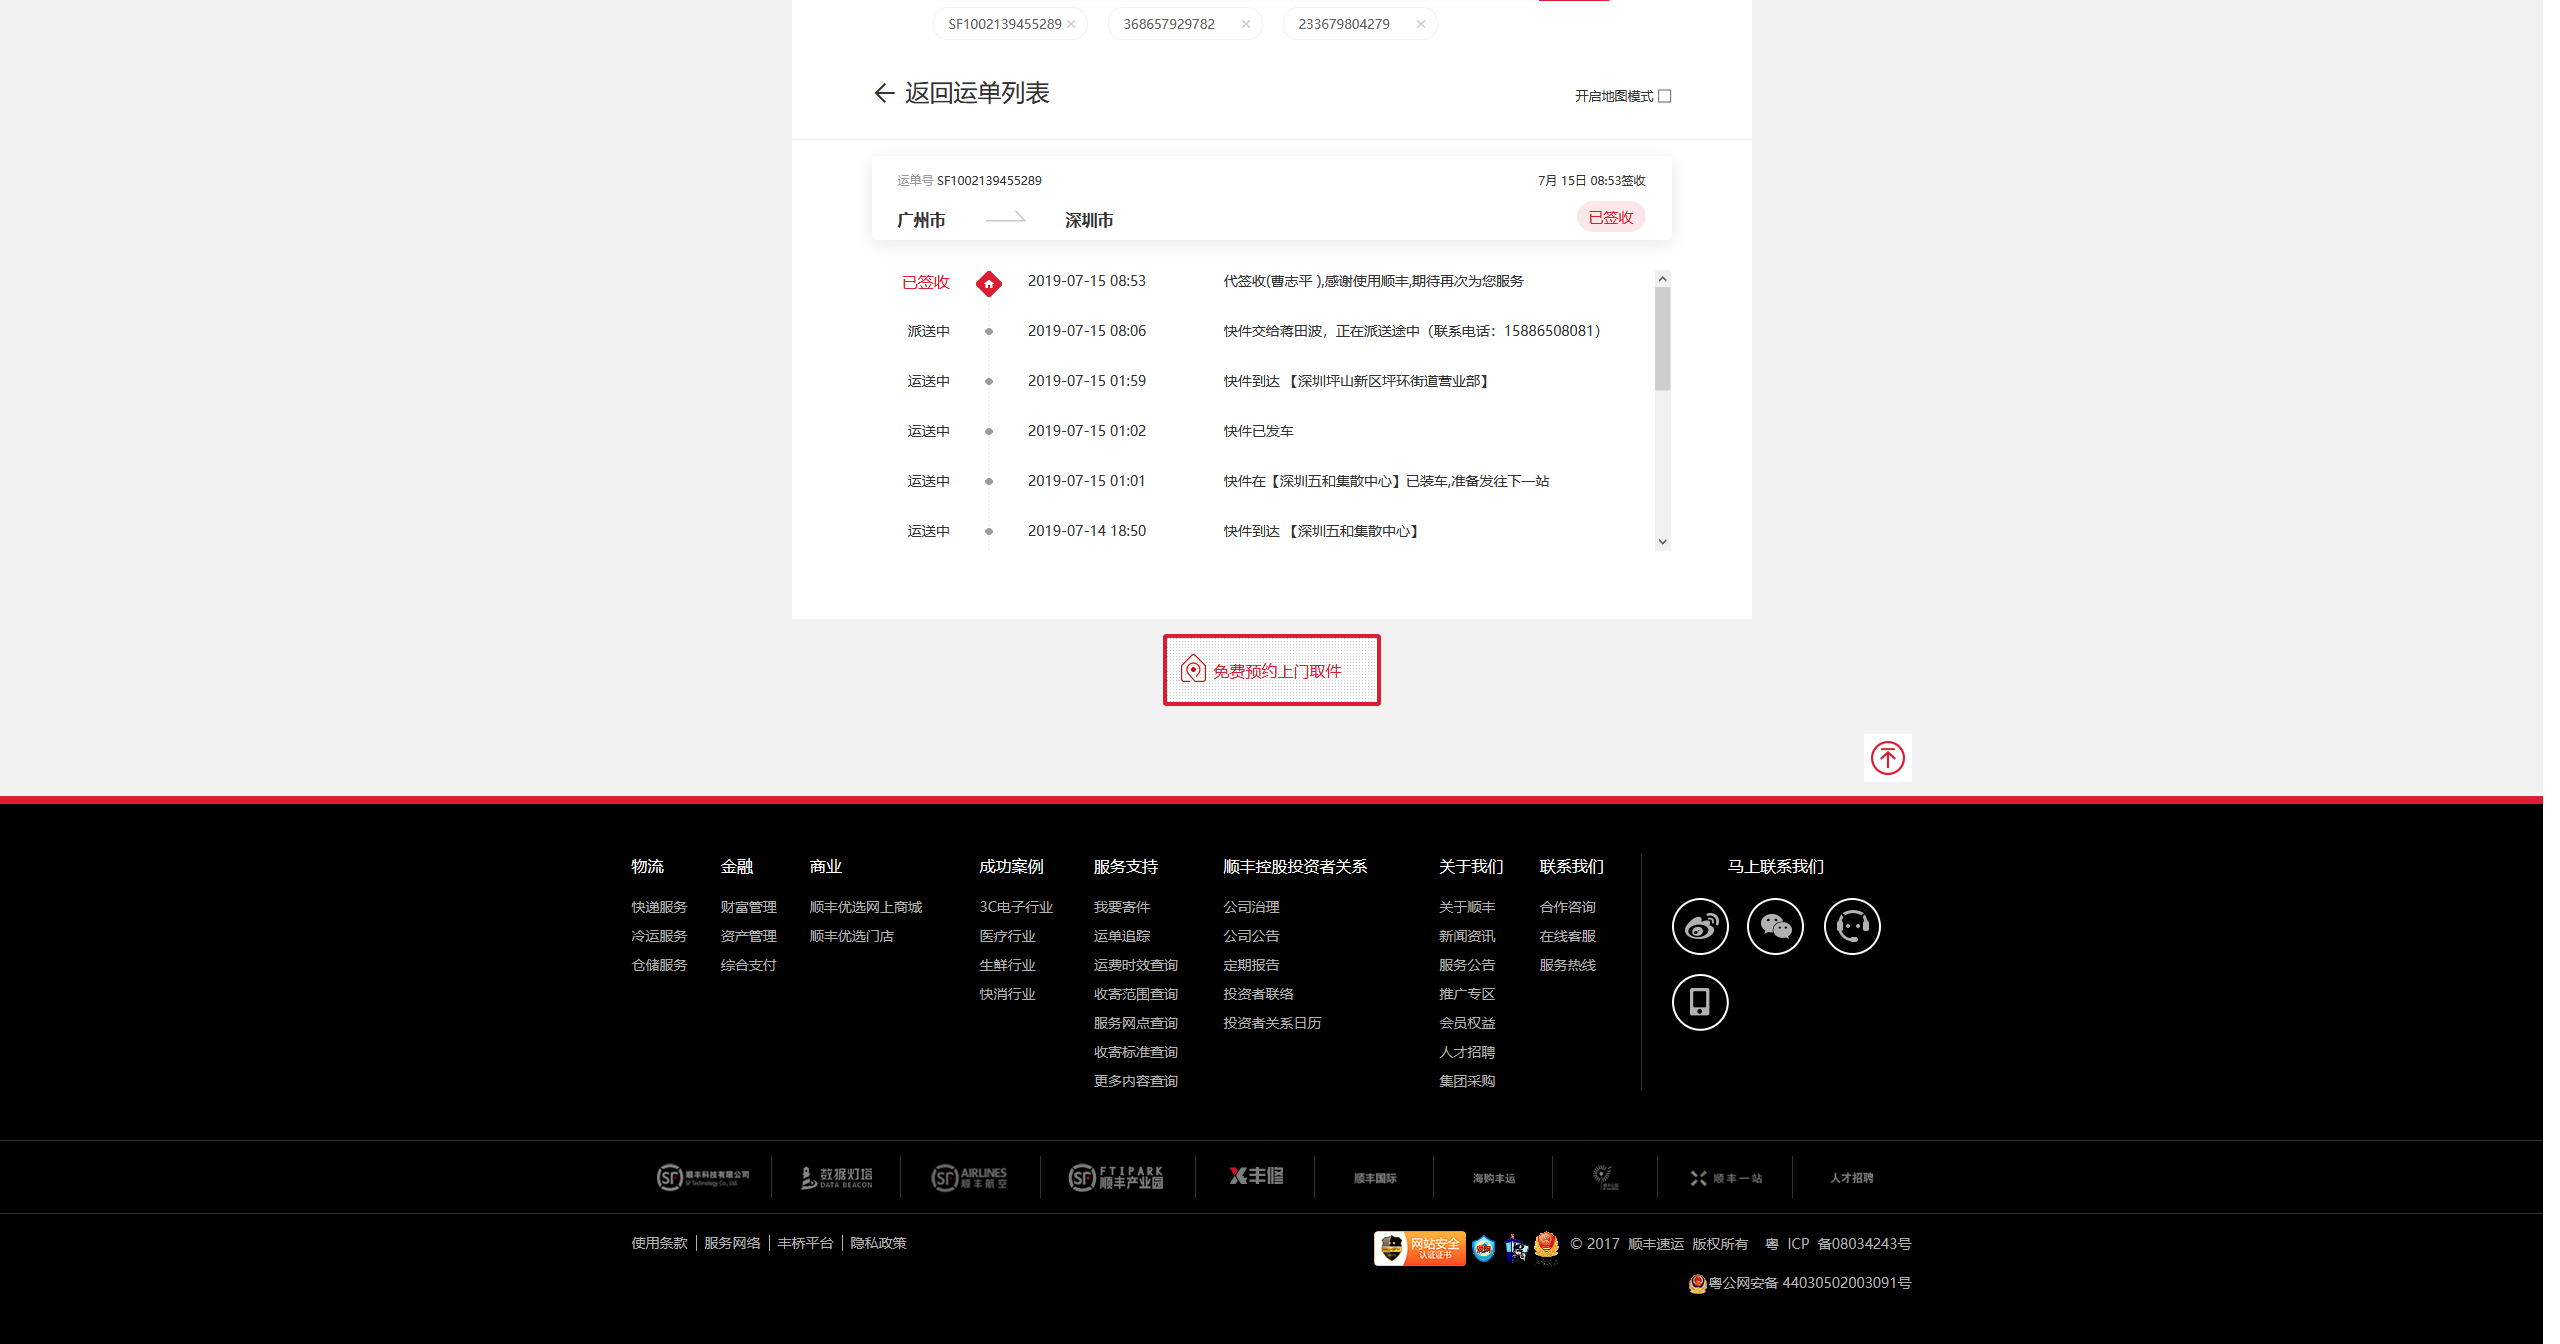 SF1002139455289 368657929782 233679804279
返回运单列表 开启地图模式
运单号 SF1002139455289 7月 15日 08:53签收
广州市 深圳市 已签收
已签收 2019-07-15 08:53 代签收(曹志平 ),感谢使用顺丰,期待再次为您服务
派送中 2019-07-15 08:06 快件交给蒋田波，正在派送途中（联系电话：15886508081）
运送中 2019-07-15 01:59 快件到达 【深圳坪山新区坪环街道营业部】
运送中 2019-07-15 01:02 快件已发车
运送中 2019-07-15 01:01 快件在【深圳五和集散中心】已装车,准备发往下一站
运送中 2019-07-14 18:50 快件到达 【深圳五和集散中心】
免费预约上门取件
物流 金融 商业 成功案例 服务支持 顺丰控股投资者关系 关于我们 联系我们 马上联系我们
快递服务 财富管理 顺丰优选网上商城 3C电子行业 我要寄件 公司治理 关于顺丰 合作咨询
冷运服务 资产管理 顺丰优选门店 医疗行业 运单追踪 公司公告 新闻资讯 在线客服
仓储服务 综合支付 生鲜行业 运费时效查询 定期报告 服务公告 服务热线
快消行业 收寄范围查询 投资者联络 推广专区
服务网点查询 投资者关系日历 会员权益
收寄标准查询 人才招聘
更多内容查询 集团采购
SF 顺丰科技有限公司 SF Technology Co., Ltd. 数据灯塔 DATA BEACON SF AIRLINES 顺丰航空 SF FTIPARK 顺丰产业园 X丰修 顺丰国际 海购丰运 顺丰一站 人才招聘
使用条款 服务网络 丰桥平台 隐私政策 网站安全 认证证书 © 2017 顺丰速运 版权所有 粤 ICP 备08034243号
粤公网安备 44030502003091号